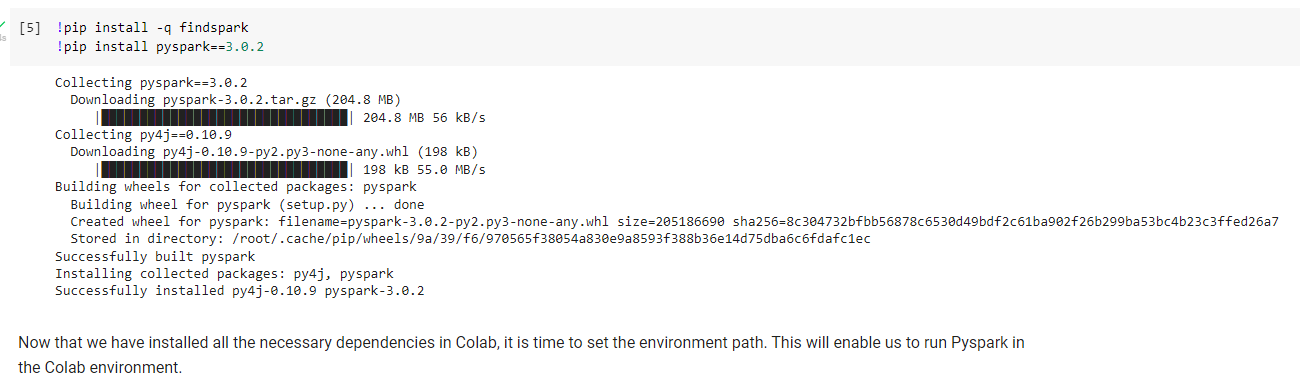 [5] !pip install -q findspark
!pip install pyspark==3.0.2
Collecting pyspark==3.0.2
Downloading pyspark-3.0.2.tar.gz (204.8 MB)
| 204.8 MB 56 kB/s
Collecting py4j==0.10.9
Downloading py4j-0.10.9-py2.py3-none-any.whl (198 kB)
| 198 kB 55.0 MB/s
Building wheels for collected packages: pyspark
Building wheel for pyspark (setup.py) ... done
Created wheel for pyspark: filename=pyspark-3.0.2-py2.py3-none-any.whl size=205186690 sha256=8c304732bfbb56878c6530d49bdf2c61ba902f26b299ba53bc4b23c3ffed26a7
Stored in directory: /root/.cache/pip/wheels/9a/39/f6/970565f38054a830e9a8593f388b36e14d75dba6c6fdafc1ec
Successfully built pyspark
Installing collected packages: py4j, pyspark
Successfully installed py4j-0.10.9 pyspark-3.0.2
Now that we have installed all the necessary dependencies in Colab, it is time to set the environment path. This will enable us to run Pyspark in
the Colab environment.